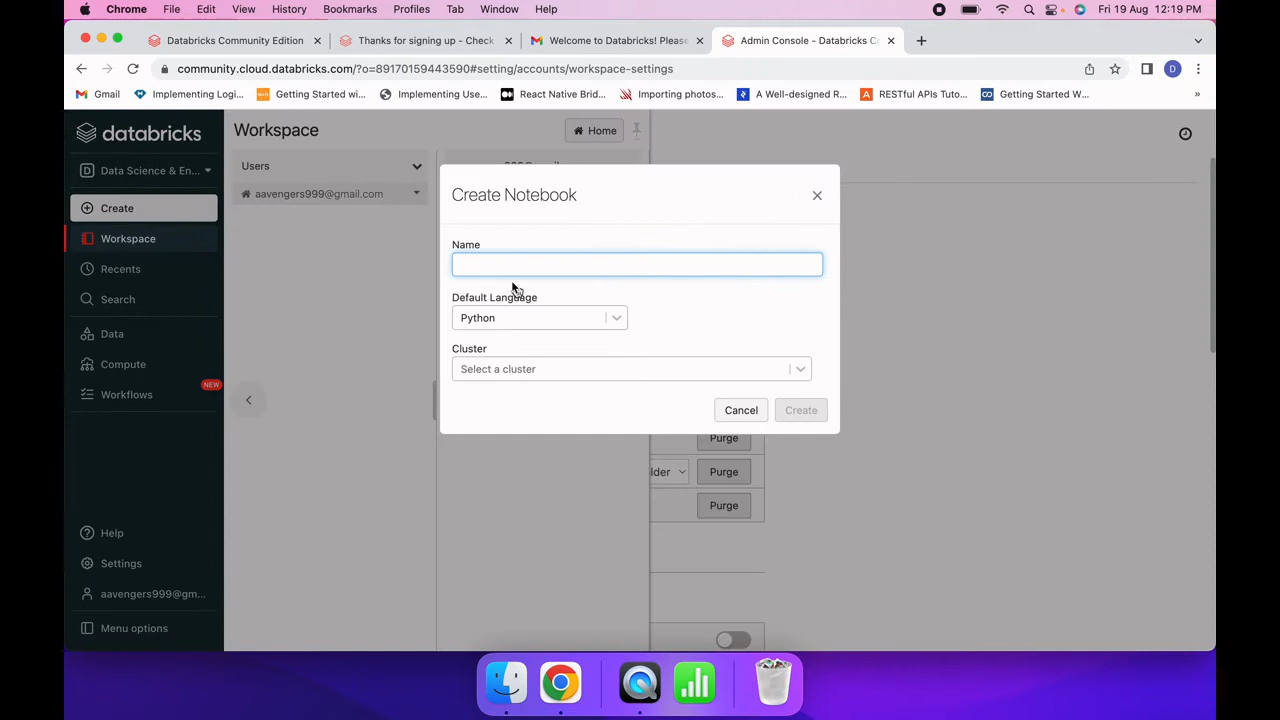 Chrome File Edit View History Bookmarks Profiles Tab Window Help Fri 19 Aug 12:19 PM
Databricks Community Edition Thanks for signing up - Check Welcome to Databricks! Please Admin Console - Databricks C
community.cloud.databricks.com/?o=89170159443590#setting/accounts/workspace-settings D
Gmail Implementing Logi... Getting Started wi... Implementing Use... React Native Brid... Importing photos... A Well-designed R... RESTful APIs Tuto... Getting Started W... »
databricks
Workspace
Home
D Data Science & En...
Users
aavengers999@gmail.com
Create
Workspace
Recents
Search
Data
Compute
NEW
Workflows
Help
Settings
aavengers999@gm...
Menu options
Create Notebook
Name
Default Language
Python
Cluster
Select a cluster
Cancel
Create
Purge
lder
Purge
Purge